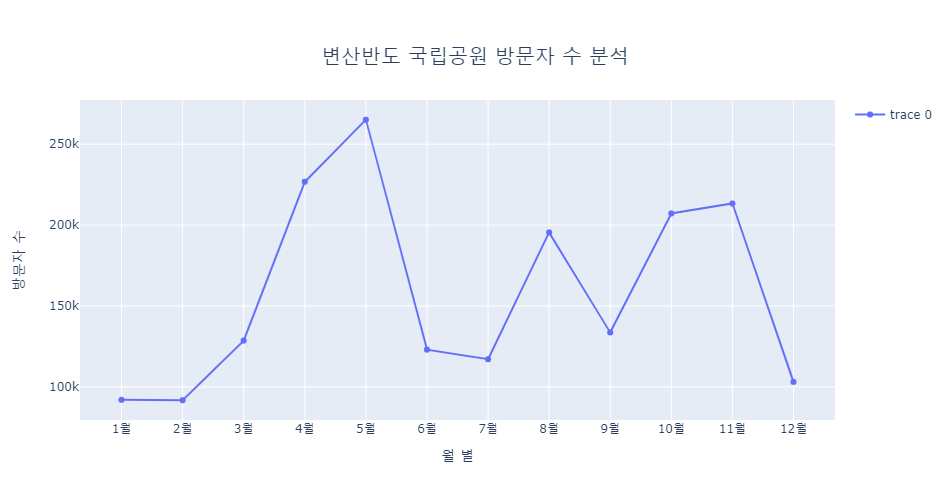 변산반도 국립공원 방문자 수 분석
trace 0
방문자 수
250k
200k
150k
100k
1월 2월 3월 4월 5월 6월 7월 8월 9월 10월 11월 12월
월 별